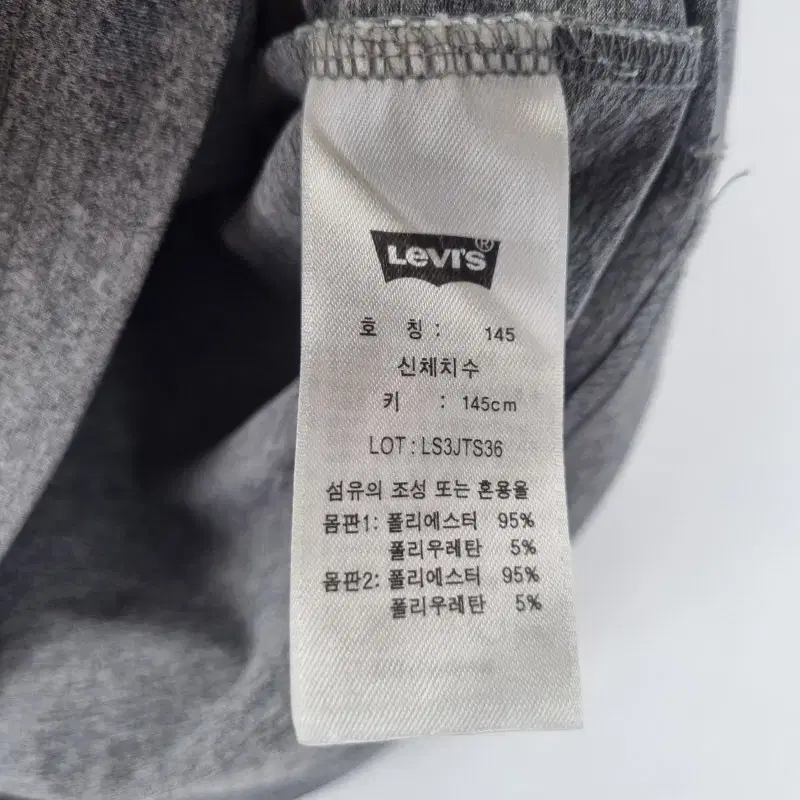 Levi's®
호 칭 : 145
신체치수
키 : 145cm
LOT : LS3JTS36
섬유의 조성 또는 혼용율
몸판1: 폴리에스터 95%
폴리우레탄 5%
몸판2: 폴리에스터 95%
폴리우레탄 5%